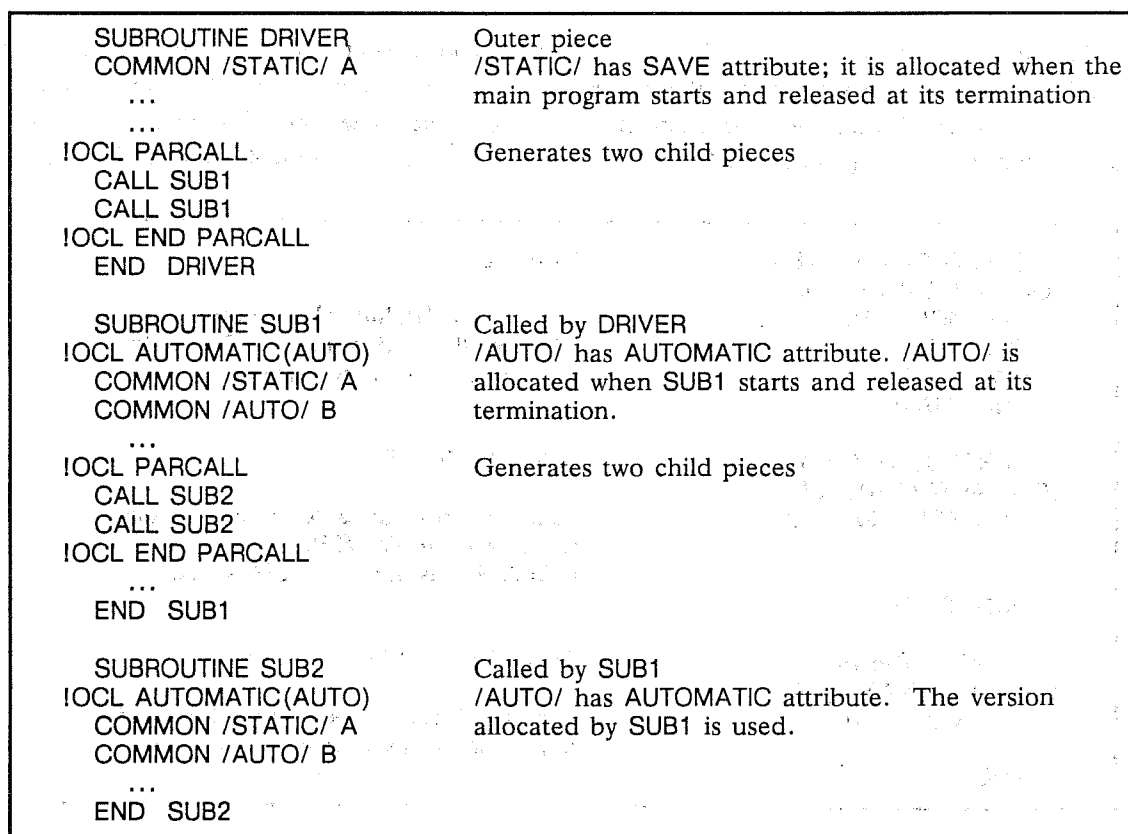 SUBROUTINE DRIVER Outer piece
COMMON /STATIC/ A /STATIC/ has SAVE attribute; it is allocated when the
... main program starts and released at its termination
...
!OCL PARCALL Generates two child pieces
CALL SUB1
CALL SUB1
!OCL END PARCALL
END DRIVER
SUBROUTINE SUB1 Called by DRIVER
!OCL AUTOMATIC(AUTO) /AUTO/ has AUTOMATIC attribute. /AUTO/ is
COMMON /STATIC/ A allocated when SUB1 starts and released at its
COMMON /AUTO/ B termination.
...
!OCL PARCALL Generates two child pieces
CALL SUB2
CALL SUB2
!OCL END PARCALL
...
END SUB1
SUBROUTINE SUB2 Called by SUB1
!OCL AUTOMATIC(AUTO) /AUTO/ has AUTOMATIC attribute. The version
COMMON /STATIC/ A allocated by SUB1 is used.
COMMON /AUTO/ B
...
END SUB2